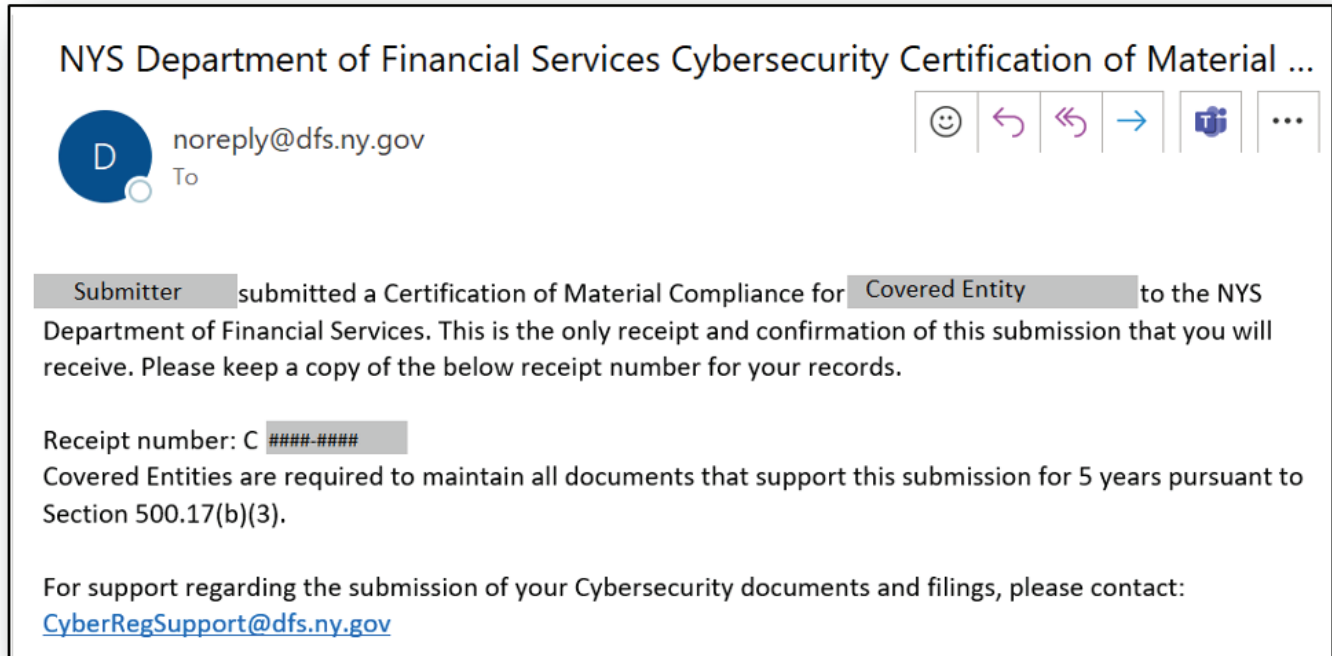 NYS Department of Financial Services Cybersecurity Certification of Material ...
D
noreply@dfs.ny.gov
To
Submitter submitted a Certification of Material Compliance for Covered Entity to the NYS
Department of Financial Services. This is the only receipt and confirmation of this submission that you will
receive. Please keep a copy of the below receipt number for your records.
Receipt number: C ####-####
Covered Entities are required to maintain all documents that support this submission for 5 years pursuant to
Section 500.17(b)(3).
For support regarding the submission of your Cybersecurity documents and filings, please contact:
CyberRegSupport@dfs.ny.gov